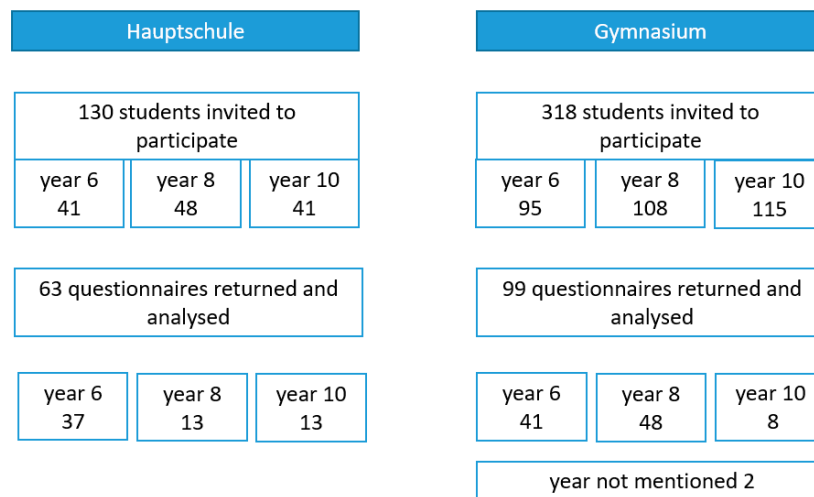 Hauptschule
130 students invited to
participate
year 6
41
year 8
48
year 10
41
63 questionnaires returned and
analysed
year 6
37
year 8
13
year 10
13
Gymnasium
318 students invited to
participate
year 6
95
year 8
108
year 10
115
99 questionnaires returned and
analysed
year 6
41
year 8
48
year 10
8
year not mentioned 2